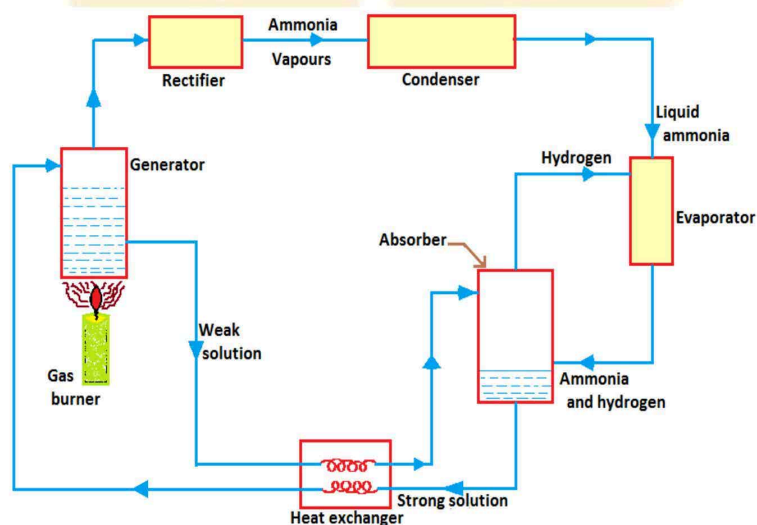 Ammonia
Vapours
Rectifier
Condenser
Liquid
ammonia
Generator
Hydrogen
Evaporator
Absorber
Weak
solution
Gas
burner
Ammonia
and hydrogen
Strong solution
Heat exchanger